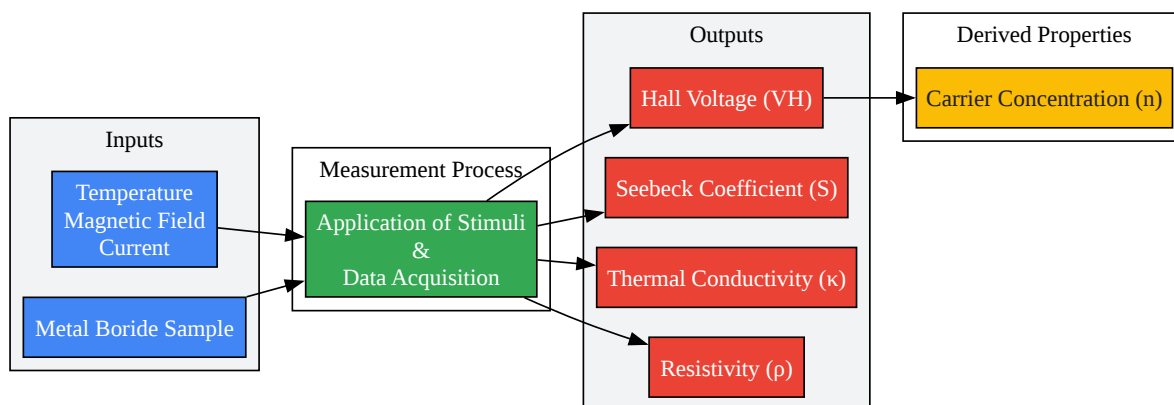 Inputs
Temperature
Magnetic Field
Current
Metal Boride Sample
Measurement Process
Application of Stimuli
&
Data Acquisition
Outputs
Hall Voltage (VH)
Seebeck Coefficient (S)
Thermal Conductivity (κ)
Resistivity (ρ)
Derived Properties
Carrier Concentration (n)